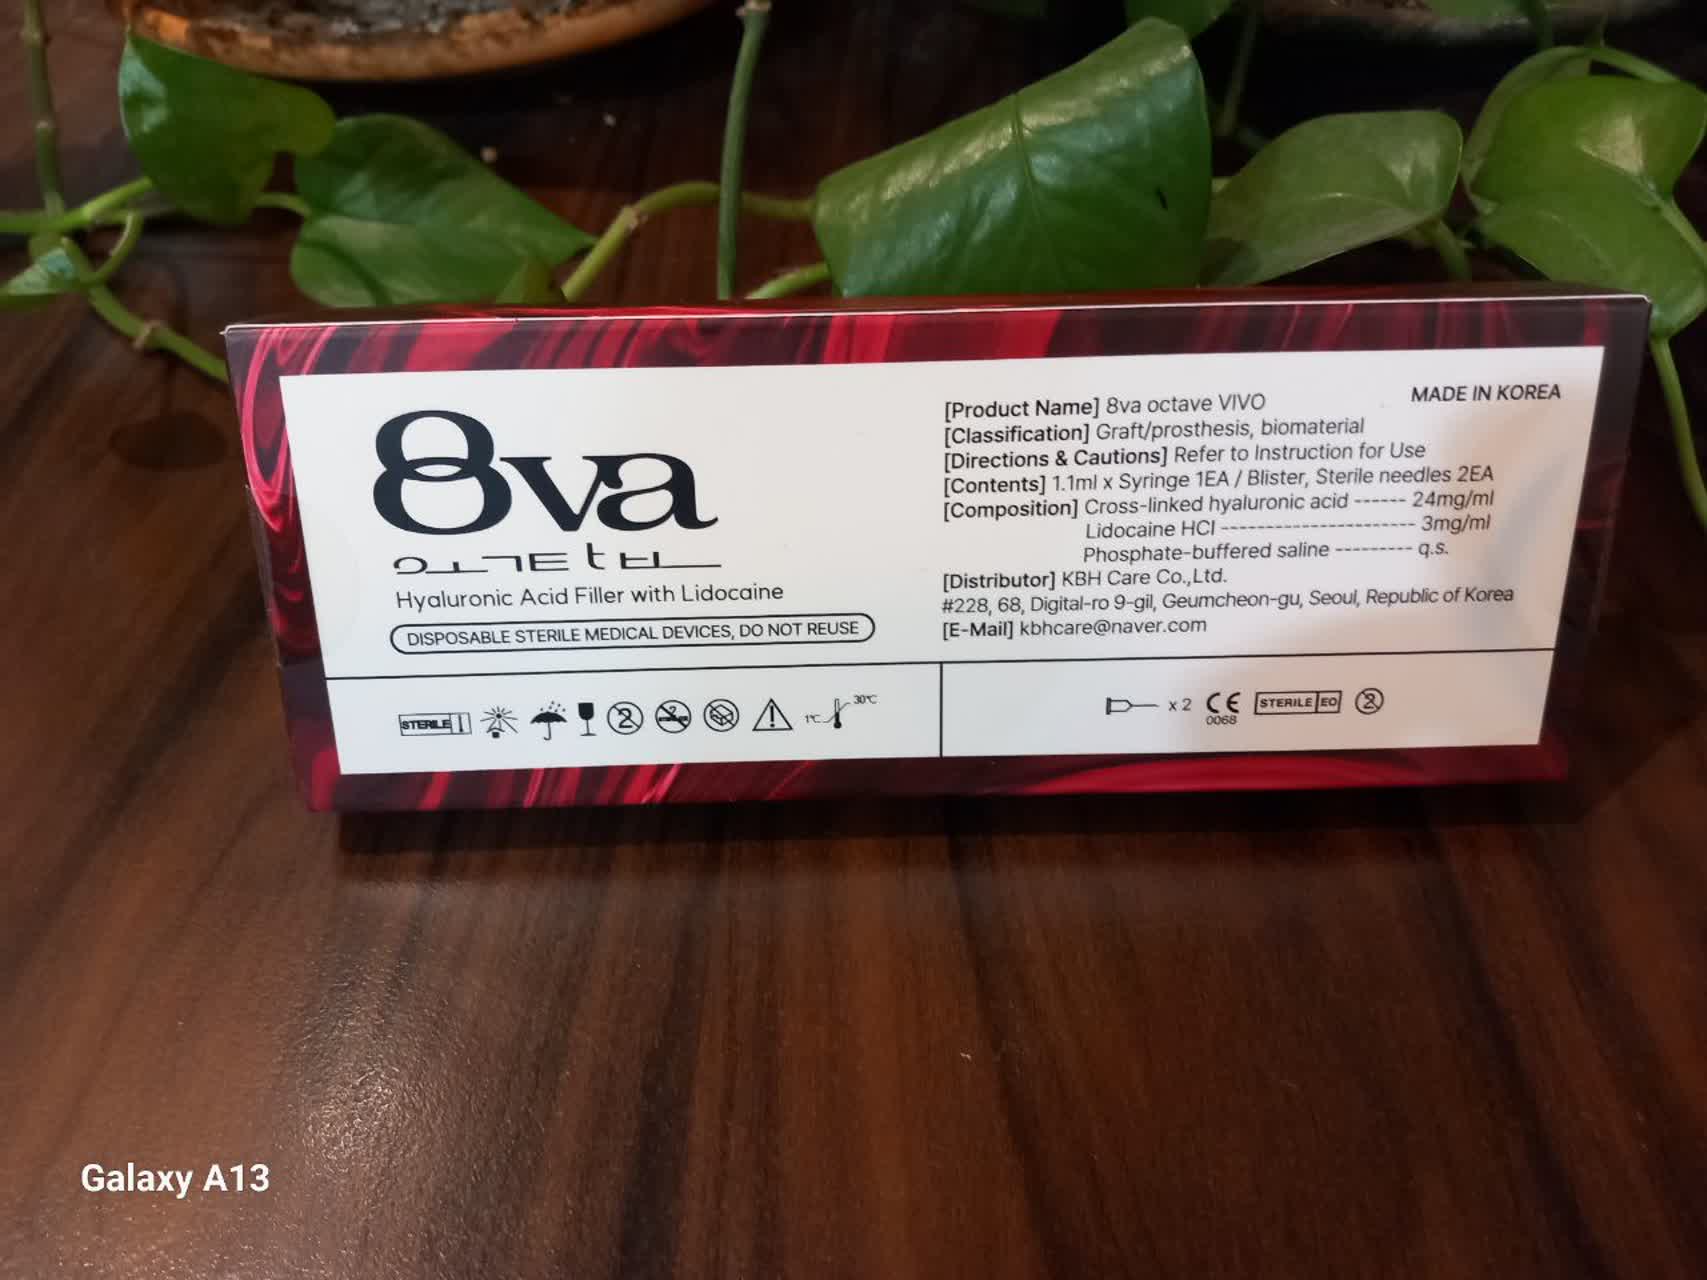 8va
Hyaluronic Acid Filler with Lidocaine
DISPOSABLE STERILE MEDICAL DEVICES, DO NOT REUSE
STERILE
2
1℃
30℃
MADE IN KOREA
[Product Name] 8va octave VIVO
[Classification] Graft/prosthesis, biomaterial
[Directions & Cautions] Refer to Instruction for Use
[Contents] 1.1ml x Syringe 1EA / Blister, Sterile needles 2EA
[Composition] Cross-linked hyaluronic acid ------ 24mg/ml
Lidocaine HCl ---------------------- 3mg/ml
Phosphate-buffered saline --------- q.s.
[Distributor] KBH Care Co.,Ltd.
#228, 68, Digital-ro 9-gil, Geumcheon-gu, Seoul, Republic of Korea
[E-Mail] kbhcare@naver.com
x 2 CE STERILE EO 2
0068
Galaxy A13